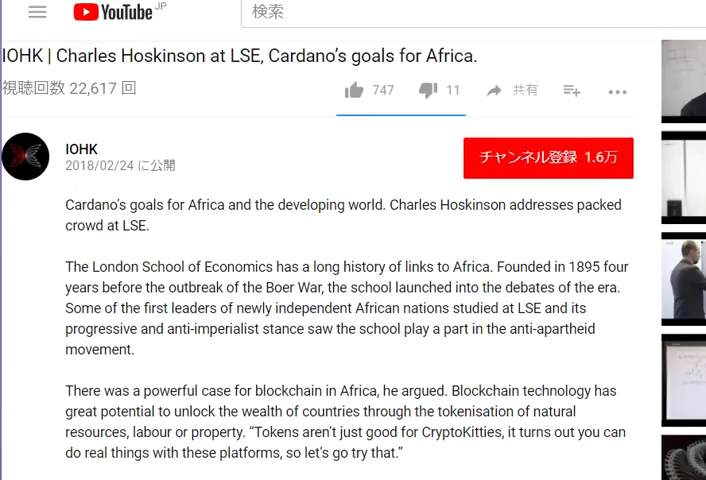 YouTube JP
検索
IOHK | Charles Hoskinson at LSE, Cardano’s goals for Africa.
視聴回数 22,617 回
747 11 共有
IOHK
2018/02/24 に公開
チャンネル登録 1.6万
Cardano’s goals for Africa and the developing world. Charles Hoskinson addresses packed
crowd at LSE.
The London School of Economics has a long history of links to Africa. Founded in 1895 four
years before the outbreak of the Boer War, the school launched into the debates of the era.
Some of the first leaders of newly independent African nations studied at LSE and its
progressive and anti-imperialist stance saw the school play a part in the anti-apartheid
movement.
There was a powerful case for blockchain in Africa, he argued. Blockchain technology has
great potential to unlock the wealth of countries through the tokenisation of natural
resources, labour or property. “Tokens aren’t just good for CryptoKitties, it turns out you can
do real things with these platforms, so let’s go try that.”